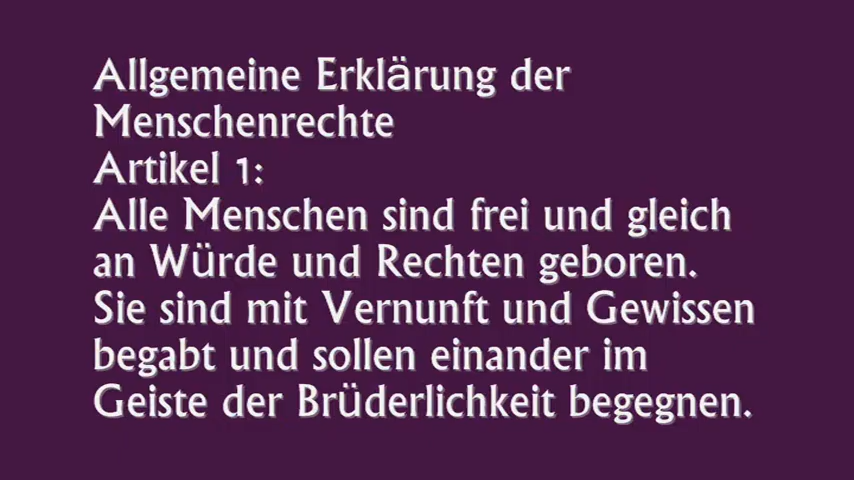 Allgemeine Erklärung der
Menschenrechte
Artikel 1:
Alle Menschen sind frei und gleich
an Würde und Rechten geboren.
Sie sind mit Vernunft und Gewissen
begabt und sollen einander im
Geiste der Brüderlichkeit begegnen.